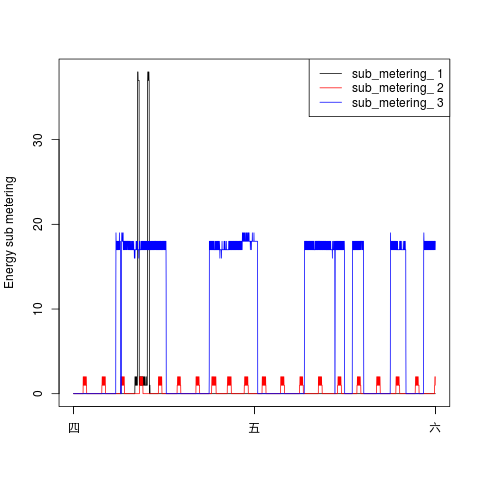 sub_metering_ 1
sub_metering_ 2
sub_metering_ 3
Energy sub metering
30
20
10
0
四 五 六